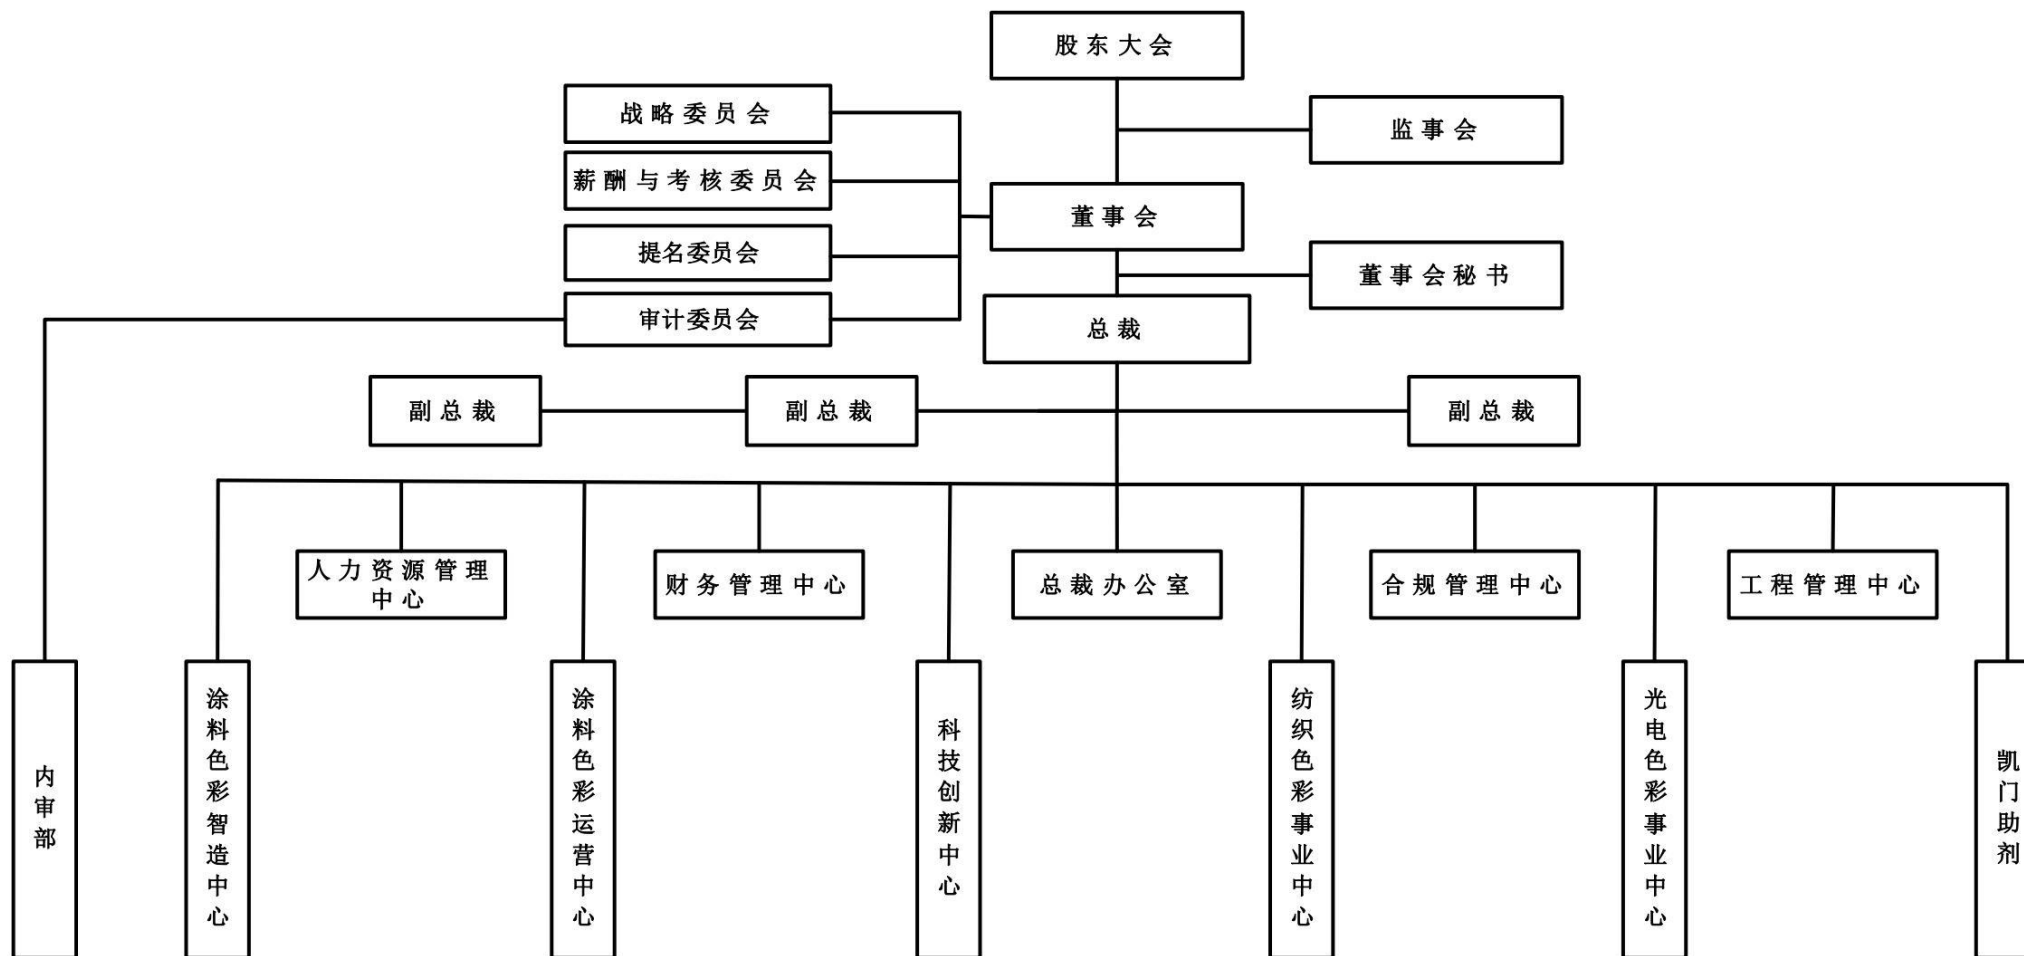 股东大会
战略委员会
监事会
薪酬与考核委员会
董事会
提名委员会
董事会秘书
审计委员会
总裁
副总裁
副总裁
副总裁
人力资源管理
中心
财务管理中心
总裁办公室
合规管理中心
工程管理中心
内审部
涂料色彩智造中心
涂料色彩运营中心
科技创新中心
纺织色彩事业中心
光电色彩事业中心
凯门助剂